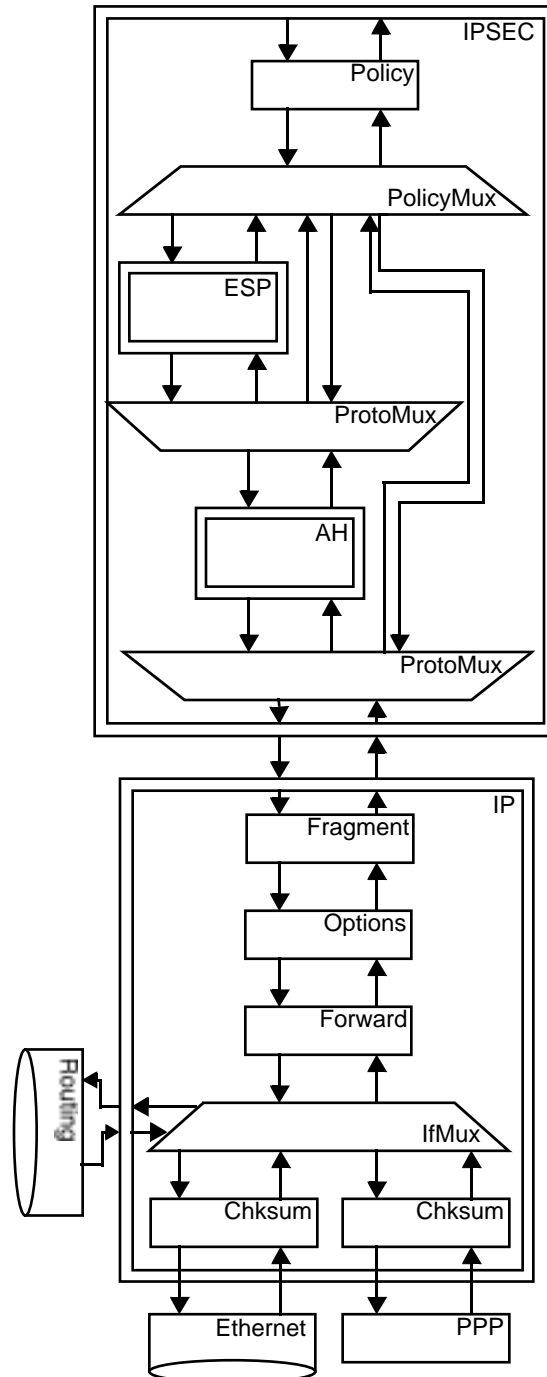 IPSEC
Policy
PolicyMux
ESP
ProtoMux
AH
ProtoMux
IP
Fragment
Options
Forward
Routing
IfMux
Chksum
Chksum
Ethernet
PPP